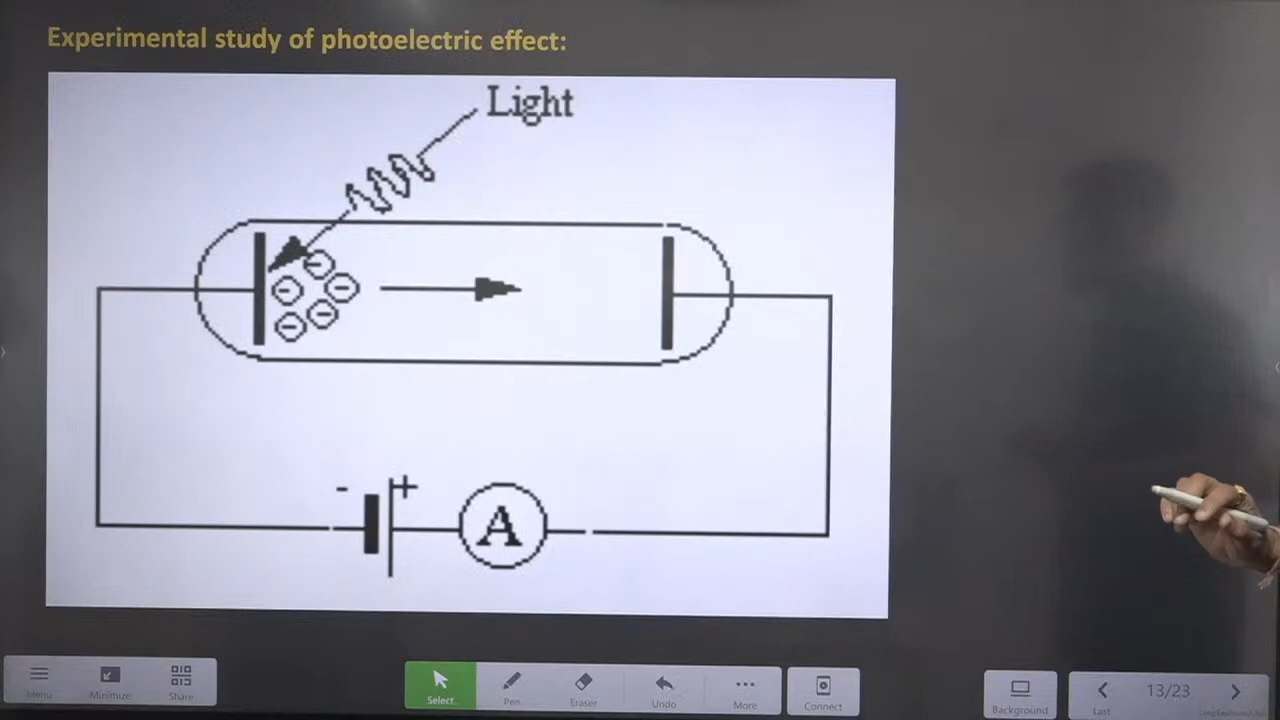 Experimental study of photoelectric effect:
Light
- +
A
Menu
Minimize
Share
Select
Pen
Eraser
Undo
More
Connect
Background
Last
13/23